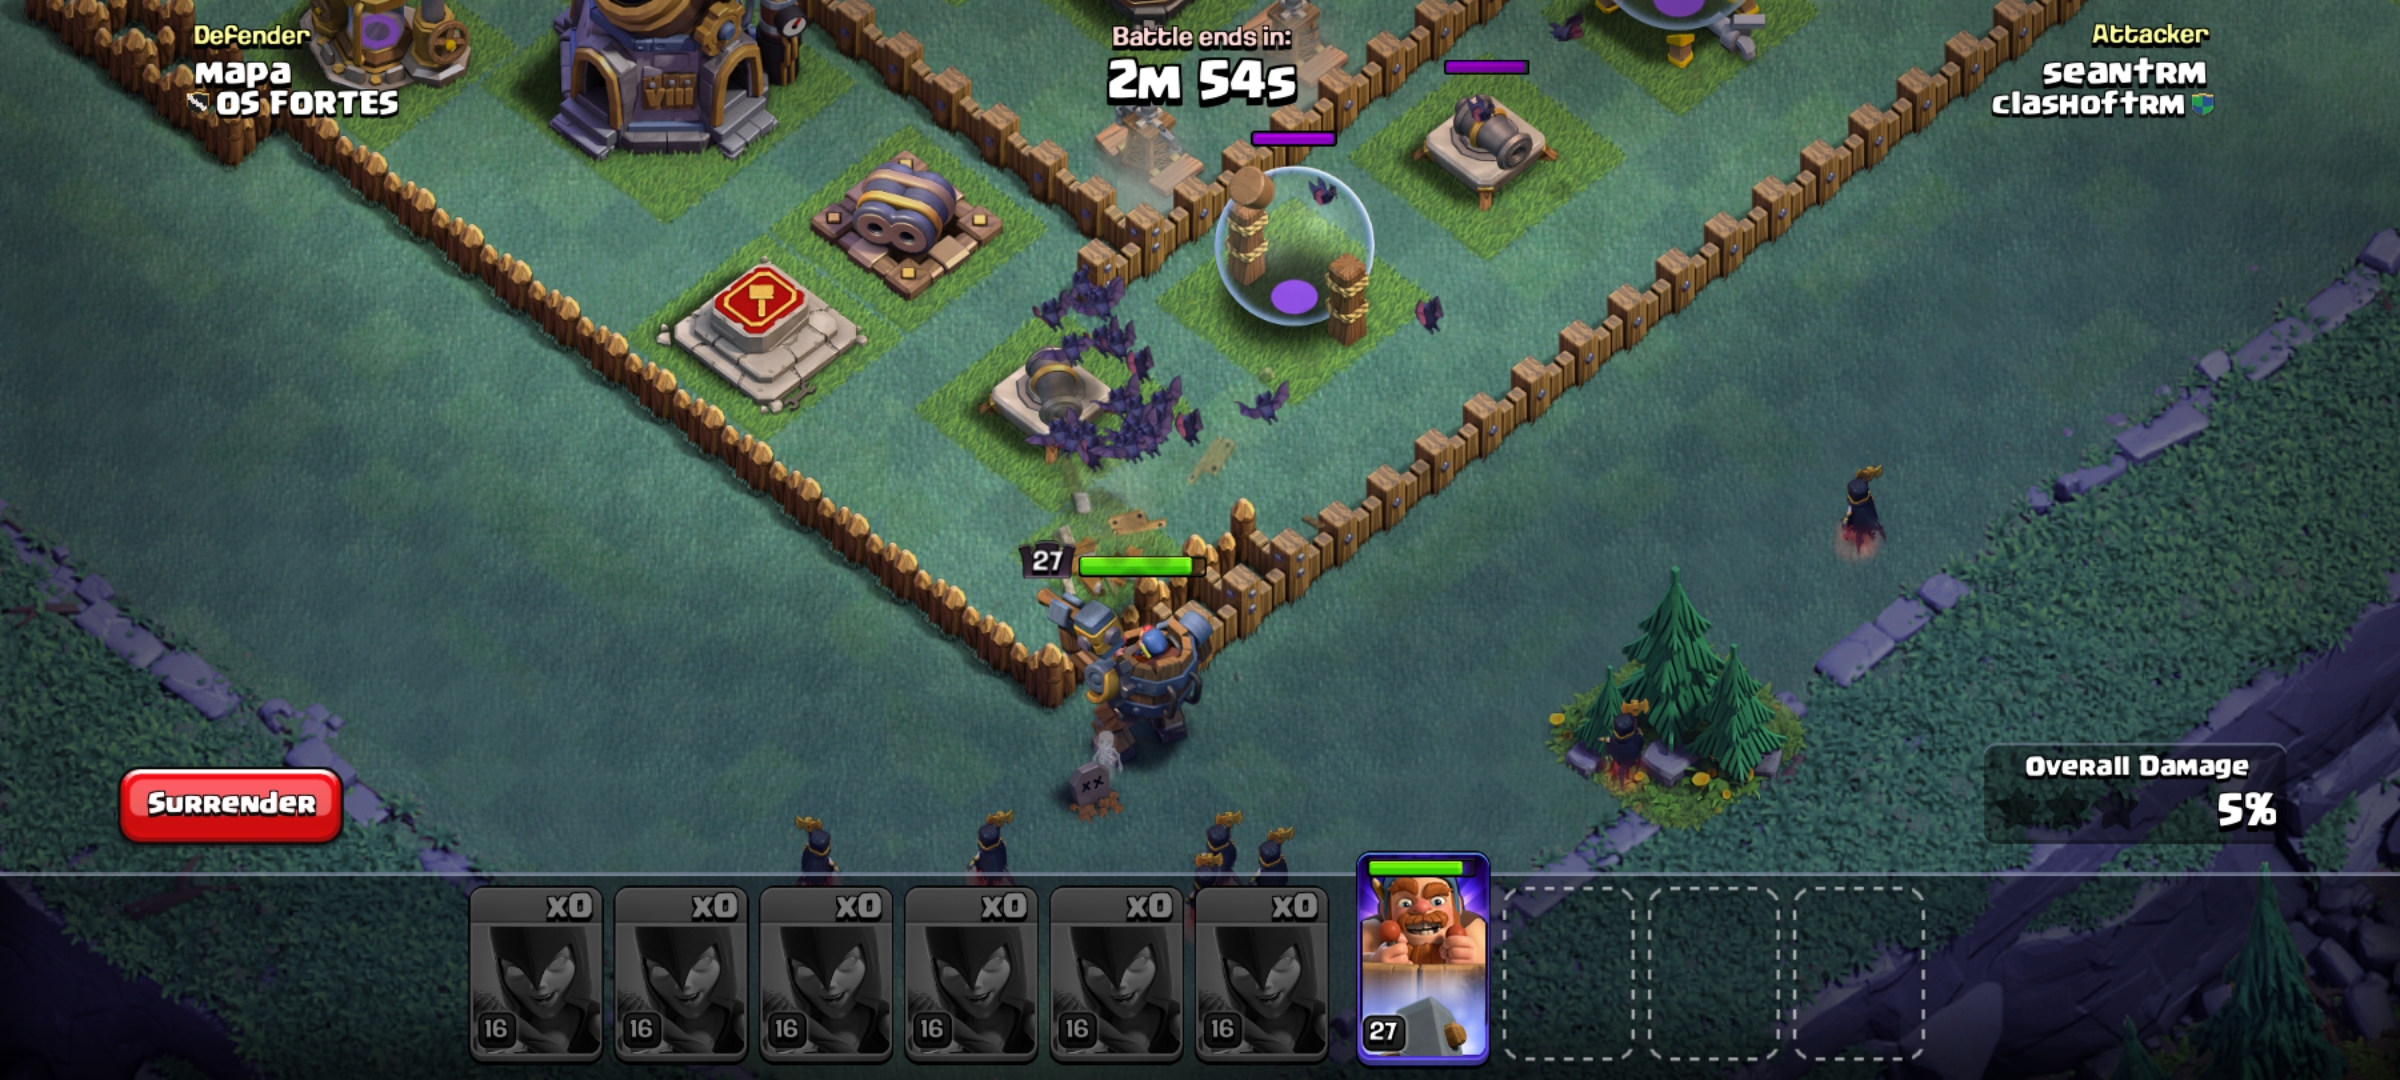 Defender
mapa
OS FORTES
Battle ends in:
2M 54S
Attacker
seantrm
clashoftrm
VIII
27
Surrender
Overall Damage
5%
x0
x0
x0
x0
x0
x0
16
16
16
16
16
16
27